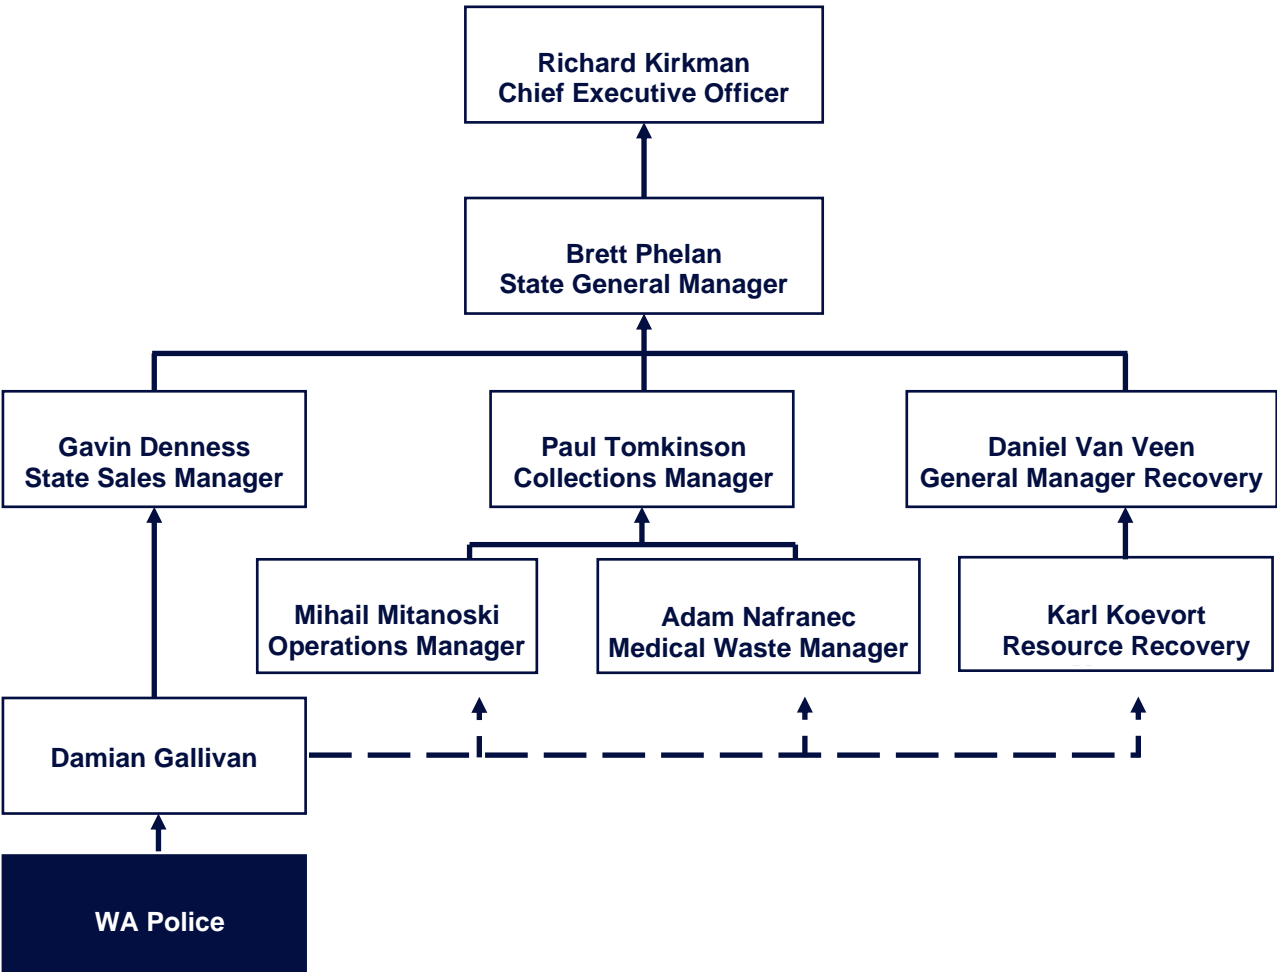 Richard Kirkman
Chief Executive Officer
Brett Phelan
State General Manager
Gavin Denness
State Sales Manager
Paul Tomkinson
Collections Manager
Daniel Van Veen
General Manager Recovery
Mihail Mitanoski
Operations Manager
Adam Nafranec
Medical Waste Manager
Karl Koevort
Resource Recovery
Damian Gallivan
WA Police